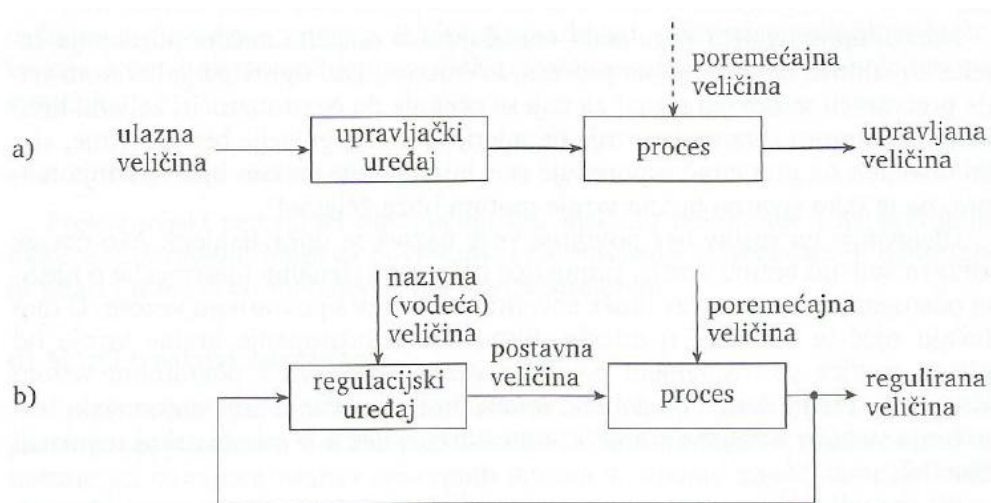 poremećajna
veličina
a)
ulazna
veličina
upravljački
uređaj
proces
upravljana
veličina
nazivna
(vodeća)
veličina
poremećajna
veličina
b)
regulacijski
uređaj
postavna
veličina
proces
regulirana
veličina